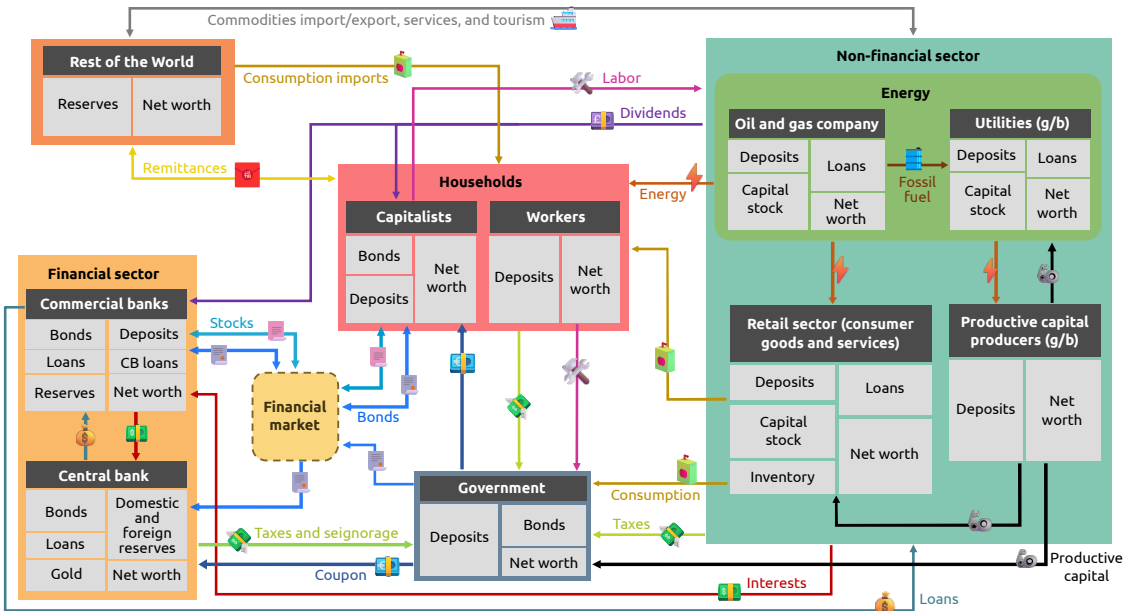 Commodities import/export, services, and tourism
Rest of the World
Reserves
Net worth
Consumption imports
Labor
Dividends
Remittances
Non-financial sector
Energy
Oil and gas company
Deposits
Capital
stock
Loans
Net
worth
Fossil
fuel
Utilities (g/b)
Deposits
Capital
stock
Loans
Net
worth
Energy
Households
Capitalists
Bonds
Deposits
Net
worth
Workers
Deposits
Net
worth
Financial sector
Commercial banks
Bonds
Loans
Reserves
Deposits
CB loans
Net worth
Stocks
Financial
market
Bonds
Retail sector (consumer
goods and services)
Deposits
Capital
stock
Inventory
Loans
Net worth
Productive capital
producers (g/b)
Deposits
Net
worth
Central bank
Bonds
Loans
Gold
Domestic
and
foreign
reserves
Net worth
Government
Deposits
Bonds
Net worth
Consumption
Taxes
Taxes and seignorage
Coupon
Interests
Productive
capital
Loans